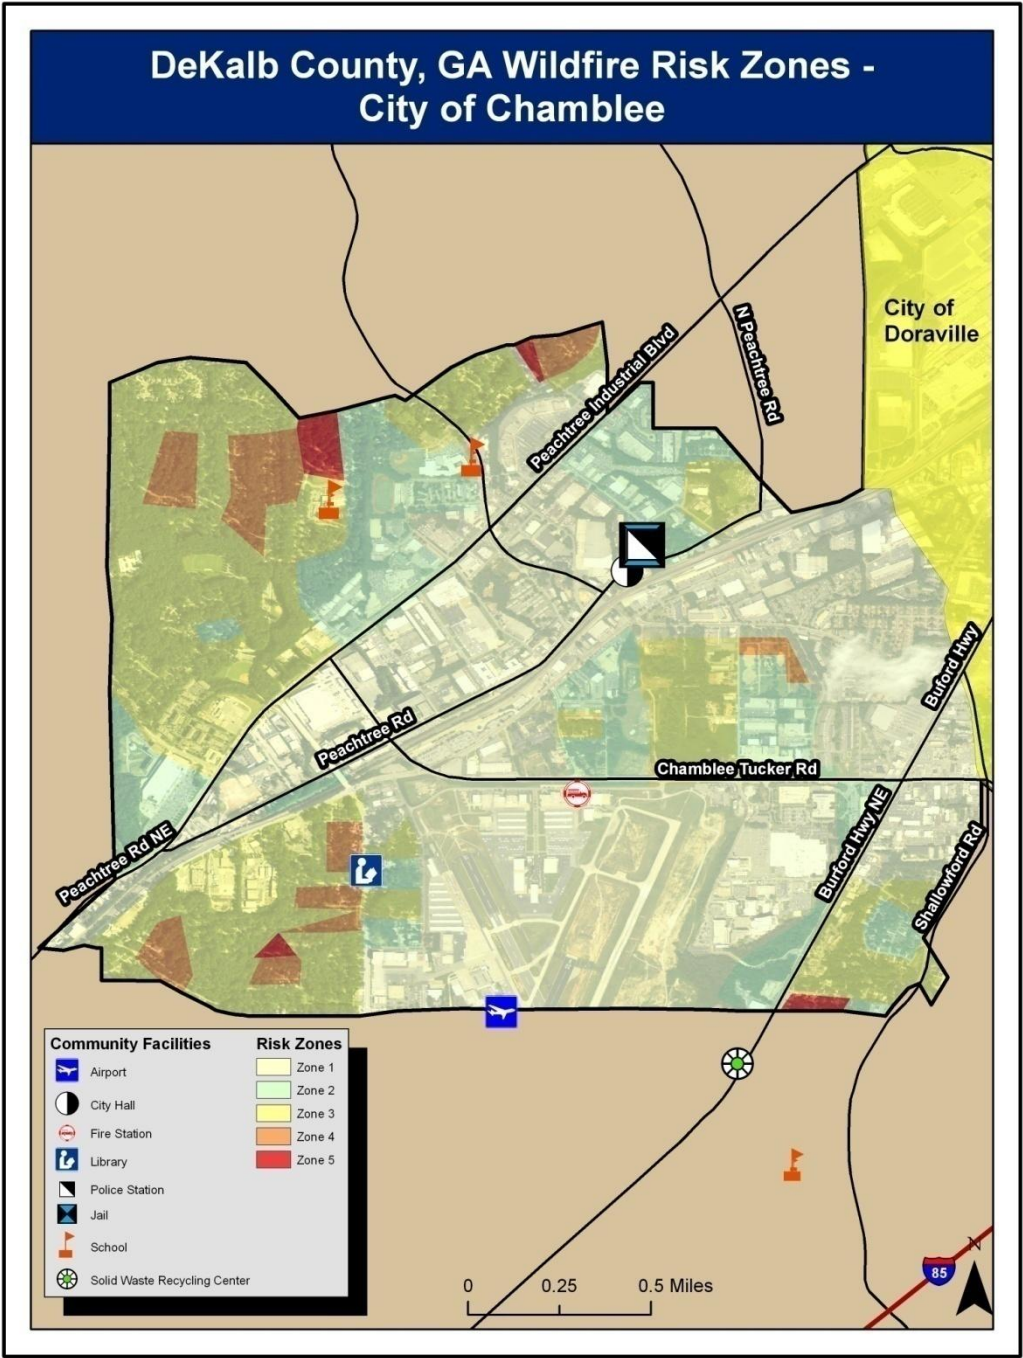 DeKalb County, GA Wildfire Risk Zones -
City of Chamblee
City of
Doraville
N Peachtree Rd
Peachtree Industrial Blvd
Buford Hwy
Peachtree Rd
Chamblee Tucker Rd
Burford Hwy NE
Shallowford Rd
Peachtree Rd NE
Community Facilities
Airport
City Hall
Fire Station
Library
Police Station
Jail
School
Solid Waste Recycling Center
Risk Zones
Zone 1
Zone 2
Zone 3
Zone 4
Zone 5
0 0.25 0.5 Miles
N
85